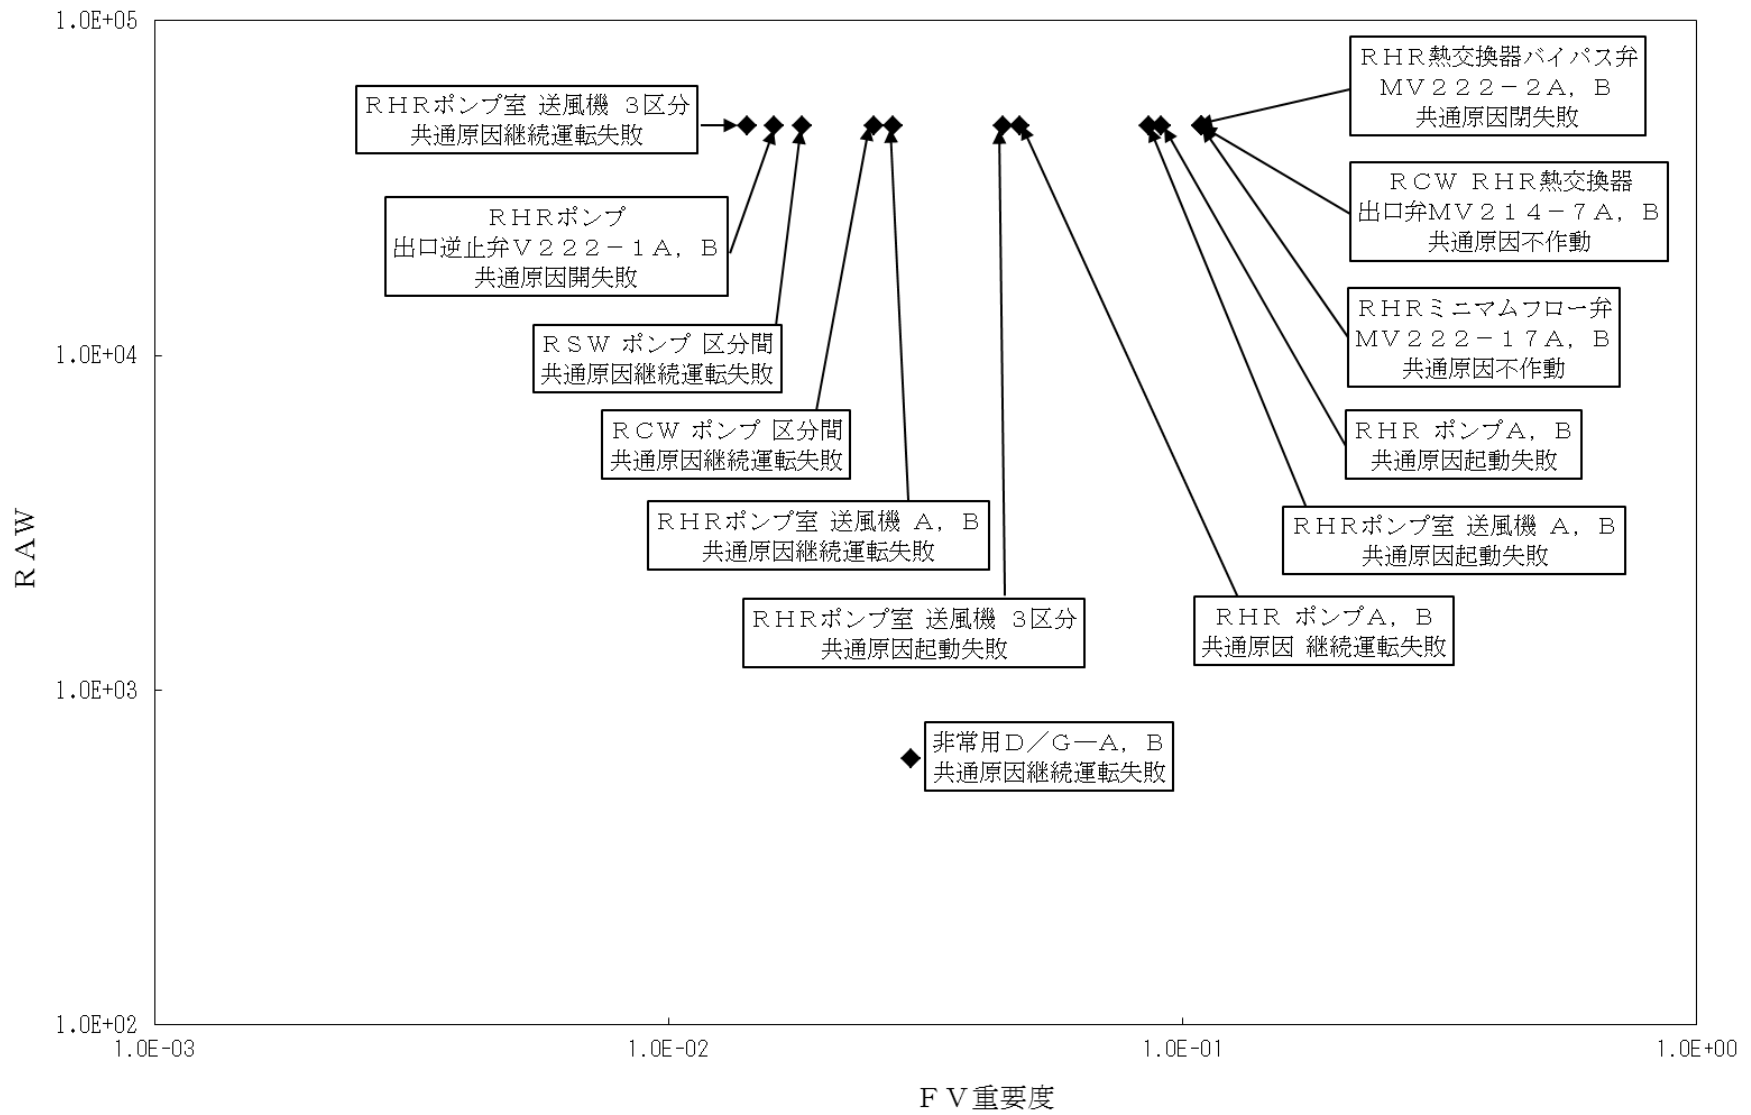 1.0E+05
1.0E+04
1.0E+03
1.0E+02
ＲＡＷ
1.0E-03
1.0E-02
1.0E-01
1.0E+00
ＦＶ重要度
ＲＨＲポンプ室 送風機 ３区分
共通原因継続運転失敗
ＲＨＲポンプ
出口逆止弁Ｖ２２２－１Ａ，Ｂ
共通原因開失敗
ＲＳＷ ポンプ 区分間
共通原因継続運転失敗
ＲＣＷ ポンプ 区分間
共通原因継続運転失敗
ＲＨＲポンプ室 送風機 Ａ，Ｂ
共通原因継続運転失敗
ＲＨＲポンプ室 送風機 ３区分
共通原因起動失敗
非常用Ｄ／Ｇ－Ａ，Ｂ
共通原因継続運転失敗
ＲＨＲ熱交換器バイパス弁
ＭＶ２２２－２Ａ，Ｂ
共通原因閉失敗
ＲＣＷ ＲＨＲ熱交換器
出口弁ＭＶ２１４－７Ａ，Ｂ
共通原因不作動
ＲＨＲミニマムフロー弁
ＭＶ２２２－１７Ａ，Ｂ
共通原因不作動
ＲＨＲ ポンプＡ，Ｂ
共通原因起動失敗
ＲＨＲポンプ室 送風機 Ａ，Ｂ
共通原因起動失敗
ＲＨＲ ポンプＡ，Ｂ
共通原因 継続運転失敗